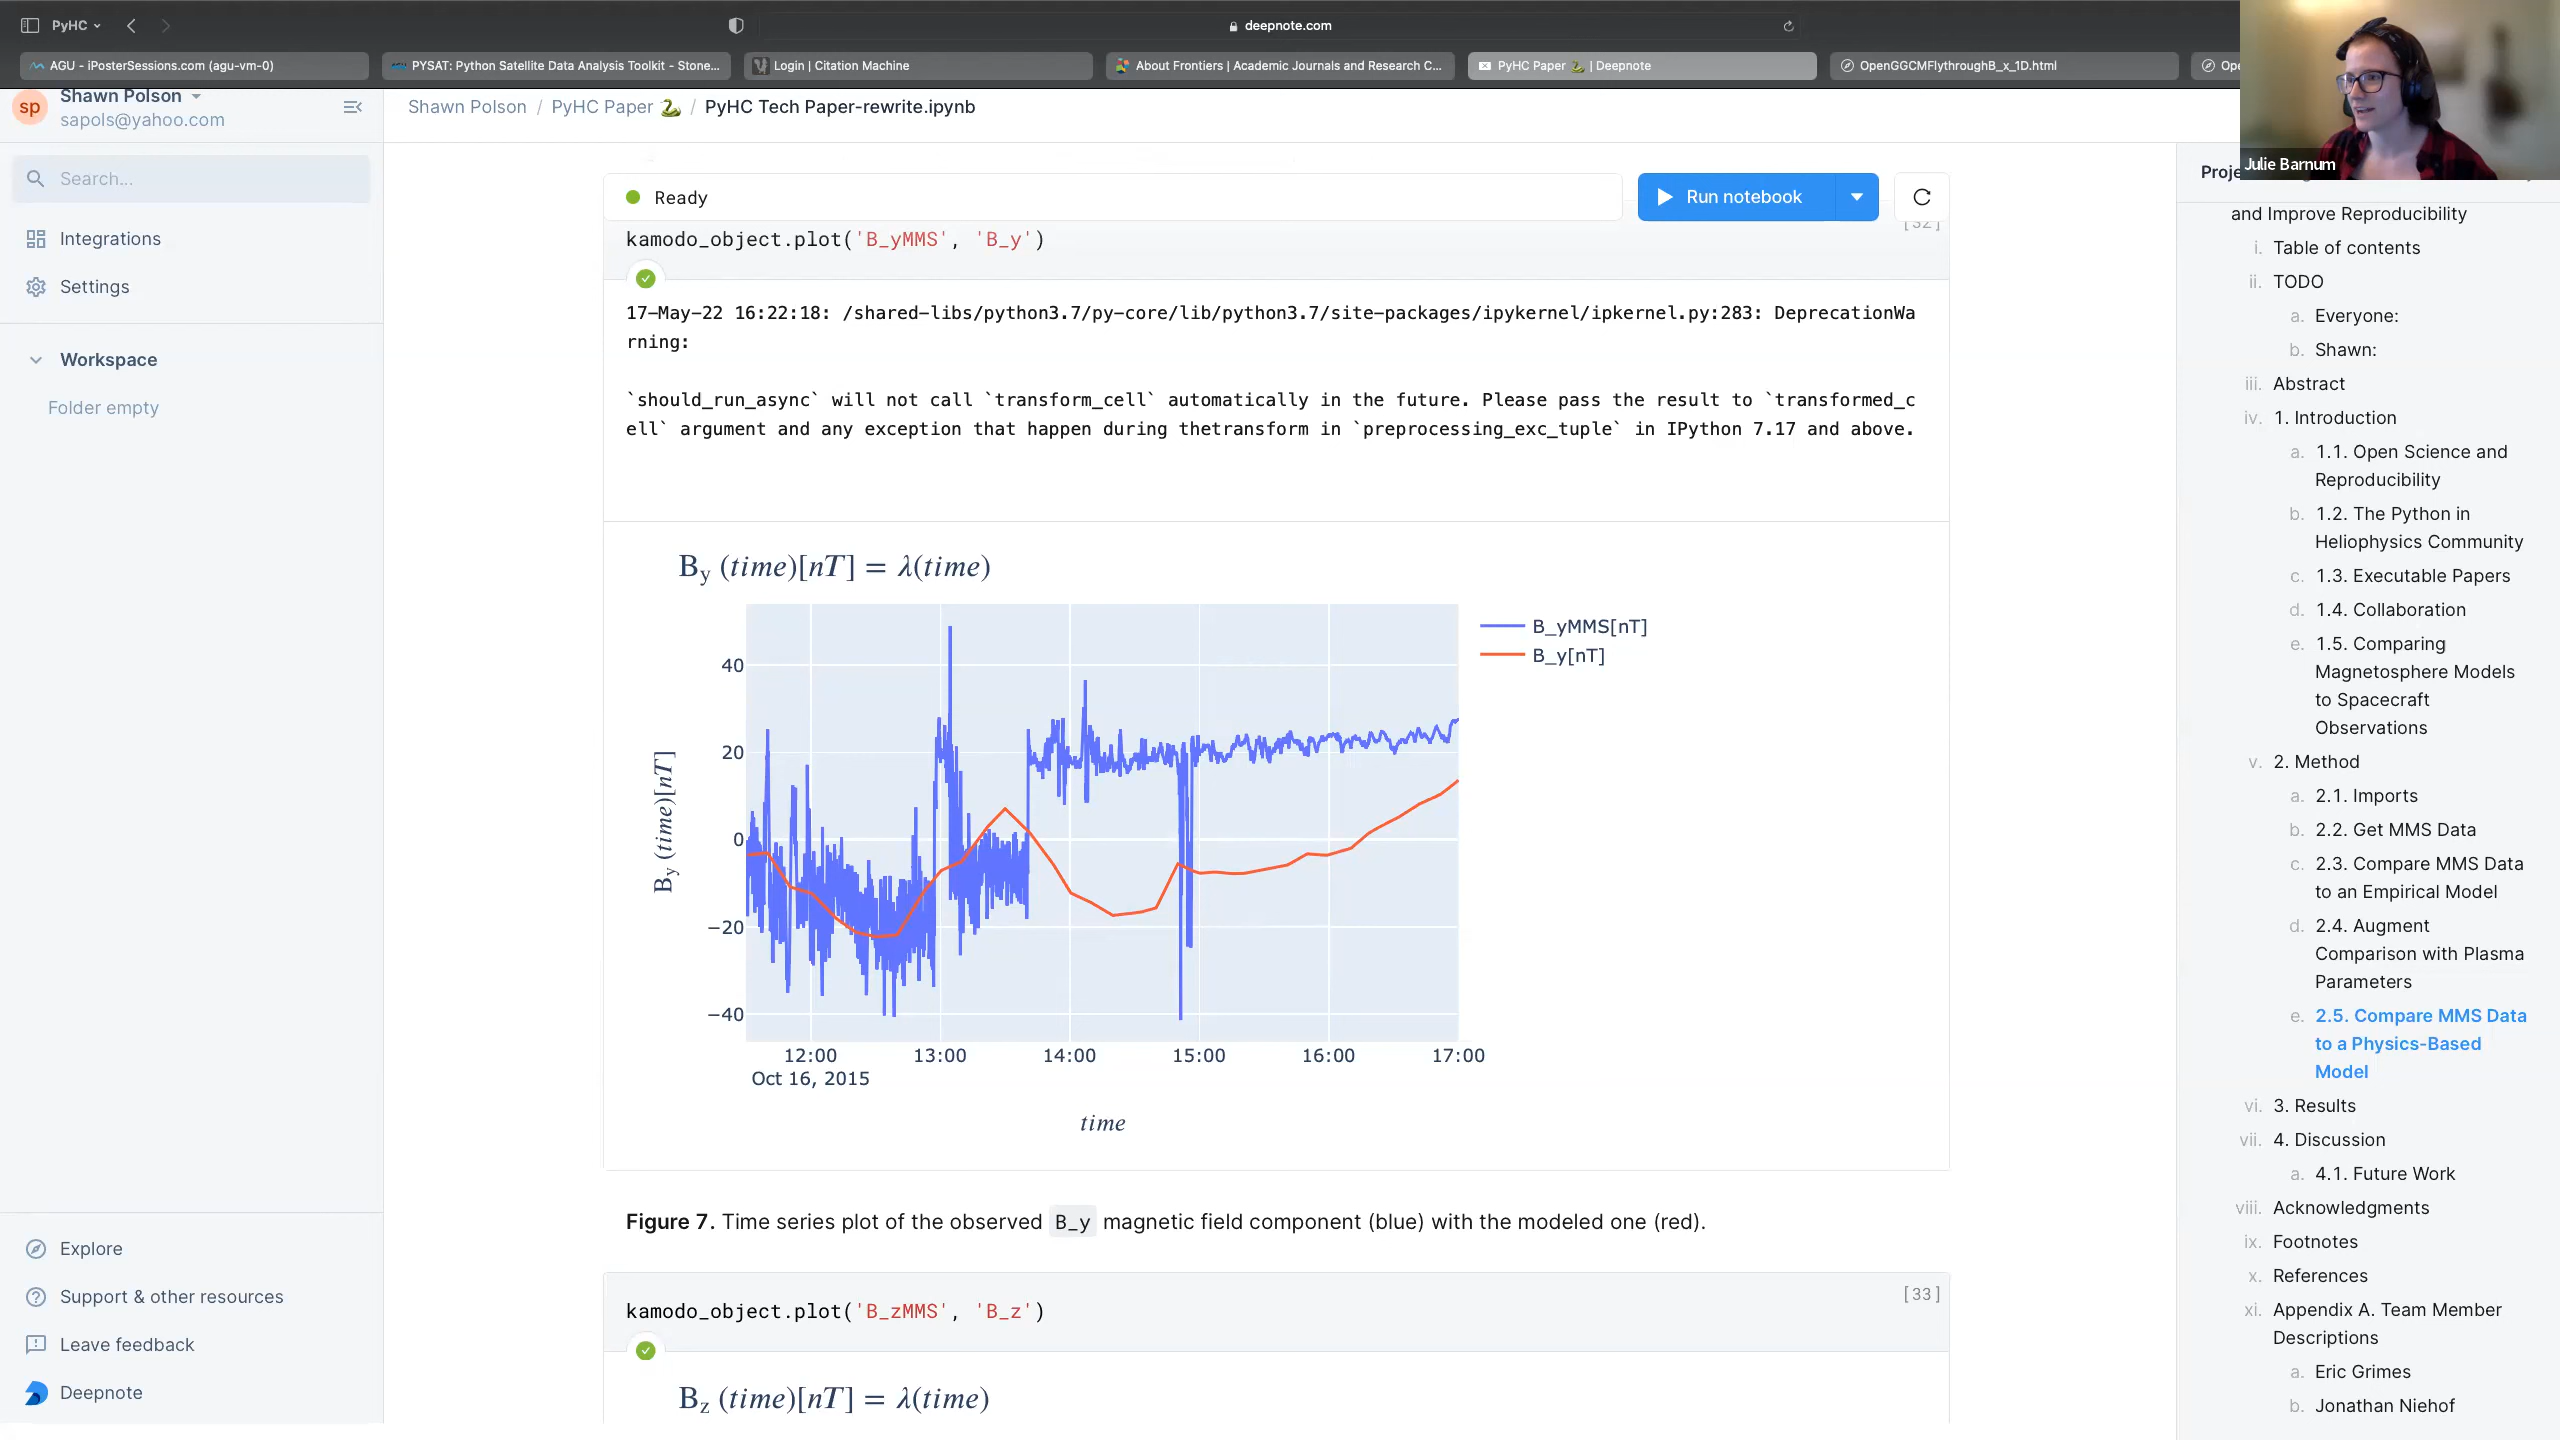 PyHC
deepnote.com
AGU - iPosterSessions.com (agu-vm-0)
PYSAT: Python Satellite Data Analysis Toolkit - Stone...
Login | Citation Machine
About Frontiers | Academic Journals and Research C...
PyHC Paper 🐍 | Deepnote
OpenGGCMFlythroughB_x_1D.html
Julie Barnum
sp
Shawn Polson
sapols@yahoo.com
Search...
Integrations
Settings
Workspace
Folder empty
Explore
Support & other resources
Leave feedback
Deepnote
Shawn Polson / PyHC Paper 🐍 / PyHC Tech Paper-rewrite.ipynb
Ready
Run notebook
[32]
kamodo_object.plot('B_yMMS', 'B_y')
17-May-22 16:22:18: /shared-libs/python3.7/py-core/lib/python3.7/site-packages/ipykernel/ipkernel.py:283: DeprecationWa
rning:
`should_run_async` will not call `transform_cell` automatically in the future. Please pass the result to `transformed_c
ell` argument and any exception that happen during thetransform in `preprocessing_exc_tuple` in IPython 7.17 and above.
By (time)[nT] = λ(time)
B_yMMS[nT]
B_y[nT]
By (time)[nT]
40
20
0
−20
−40
12:00
13:00
14:00
15:00
16:00
17:00
Oct 16, 2015
time
Figure 7. Time series plot of the observed B_y magnetic field component (blue) with the modeled one (red).
[33]
kamodo_object.plot('B_zMMS', 'B_z')
Bz (time)[nT] = λ(time)
and Improve Reproducibility
i. Table of contents
ii. TODO
a. Everyone:
b. Shawn:
iii. Abstract
iv. 1. Introduction
a. 1.1. Open Science and
Reproducibility
b. 1.2. The Python in
Heliophysics Community
c. 1.3. Executable Papers
d. 1.4. Collaboration
e. 1.5. Comparing
Magnetosphere Models
to Spacecraft
Observations
v. 2. Method
a. 2.1. Imports
b. 2.2. Get MMS Data
c. 2.3. Compare MMS Data
to an Empirical Model
d. 2.4. Augment
Comparison with Plasma
Parameters
e. 2.5. Compare MMS Data
to a Physics-Based
Model
vi. 3. Results
vii. 4. Discussion
a. 4.1. Future Work
viii. Acknowledgments
ix. Footnotes
x. References
xi. Appendix A. Team Member
Descriptions
a. Eric Grimes
b. Jonathan Niehof